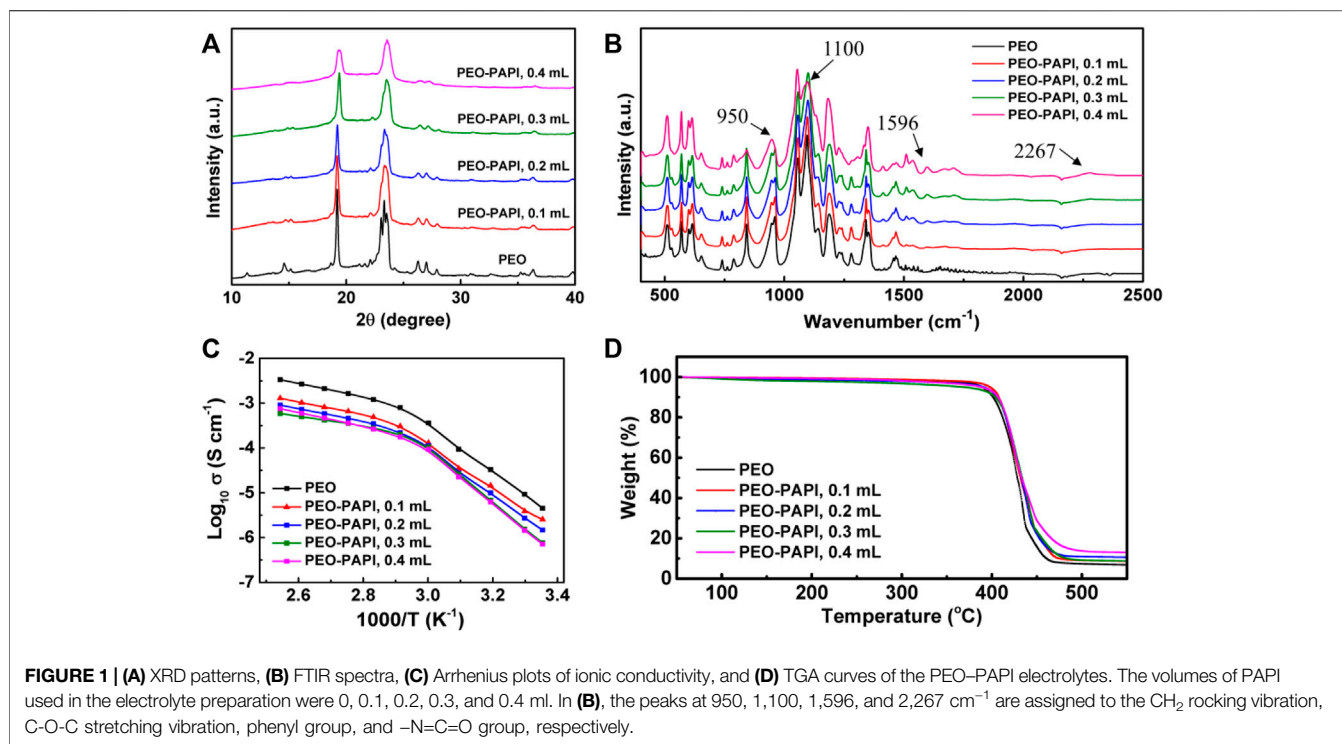 A
PEO-PAPI, 0.4 mL
PEO-PAPI, 0.3 mL
PEO-PAPI, 0.2 mL
PEO-PAPI, 0.1 mL
PEO
Intensity (a.u.)
10 20 30 40
2θ (degree)
B
1100
950
1596
2267
PEO
PEO-PAPI, 0.1 mL
PEO-PAPI, 0.2 mL
PEO-PAPI, 0.3 mL
PEO-PAPI, 0.4 mL
Intensity (a.u.)
500 1000 1500 2000 2500
Wavenumber (cm⁻¹)
C
-2
-3
-4
-5
-6
-7
Log₁₀ σ (S cm⁻¹)
PEO
PEO-PAPI, 0.1 mL
PEO-PAPI, 0.2 mL
PEO-PAPI, 0.3 mL
PEO-PAPI, 0.4 mL
2.6 2.8 3.0 3.2 3.4
1000/T (K⁻¹)
D
100
80
60
40
20
0
Weight (%)
PEO
PEO-PAPI, 0.1 mL
PEO-PAPI, 0.2 mL
PEO-PAPI, 0.3 mL
PEO-PAPI, 0.4 mL
100 200 300 400 500
Temperature (°C)
FIGURE 1 | (A) XRD patterns, (B) FTIR spectra, (C) Arrhenius plots of ionic conductivity, and (D) TGA curves of the PEO–PAPI electrolytes. The volumes of PAPI
used in the electrolyte preparation were 0, 0.1, 0.2, 0.3, and 0.4 ml. In (B), the peaks at 950, 1,100, 1,596, and 2,267 cm⁻¹ are assigned to the CH₂ rocking vibration,
C-O-C stretching vibration, phenyl group, and –N=C=O group, respectively.